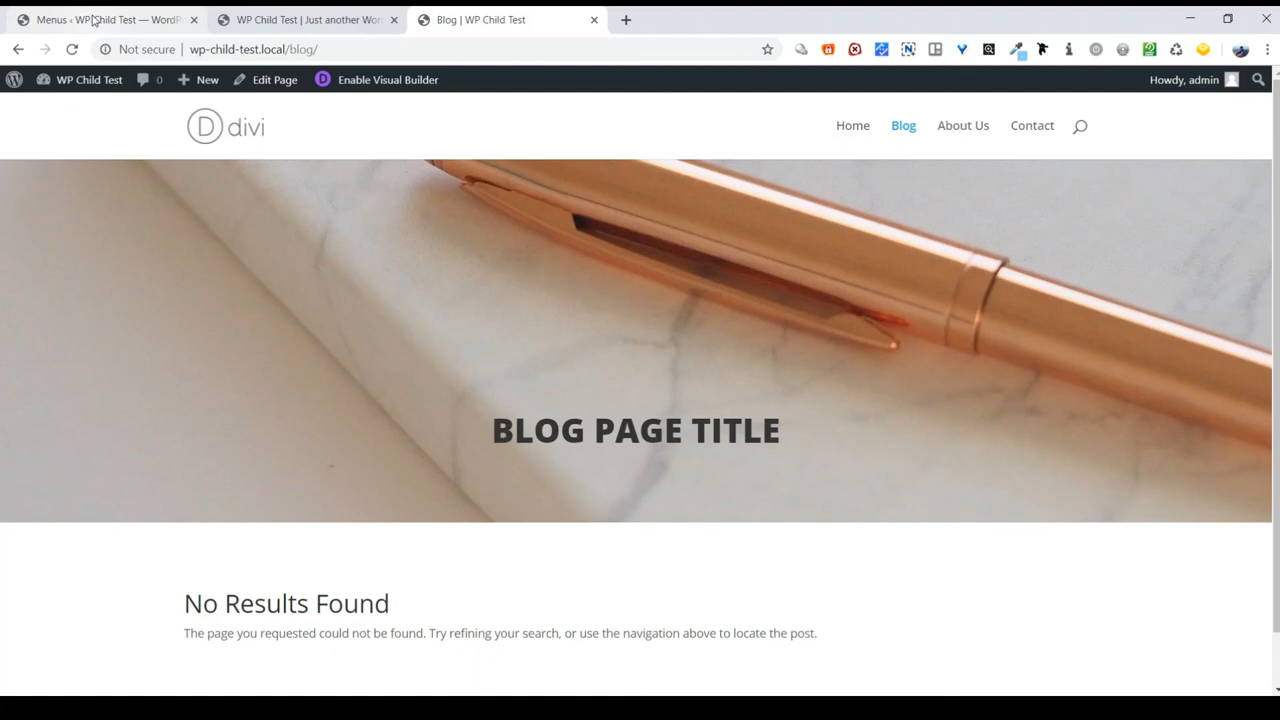 Menus ‹ WP Child Test — WordPr
WP Child Test | Just another Wor
Blog | WP Child Test
Not secure | wp-child-test.local/blog/
WP Child Test 0 New Edit Page Enable Visual Builder Howdy, admin
D divi
Home Blog About Us Contact
BLOG PAGE TITLE
No Results Found
The page you requested could not be found. Try refining your search, or use the navigation above to locate the post.